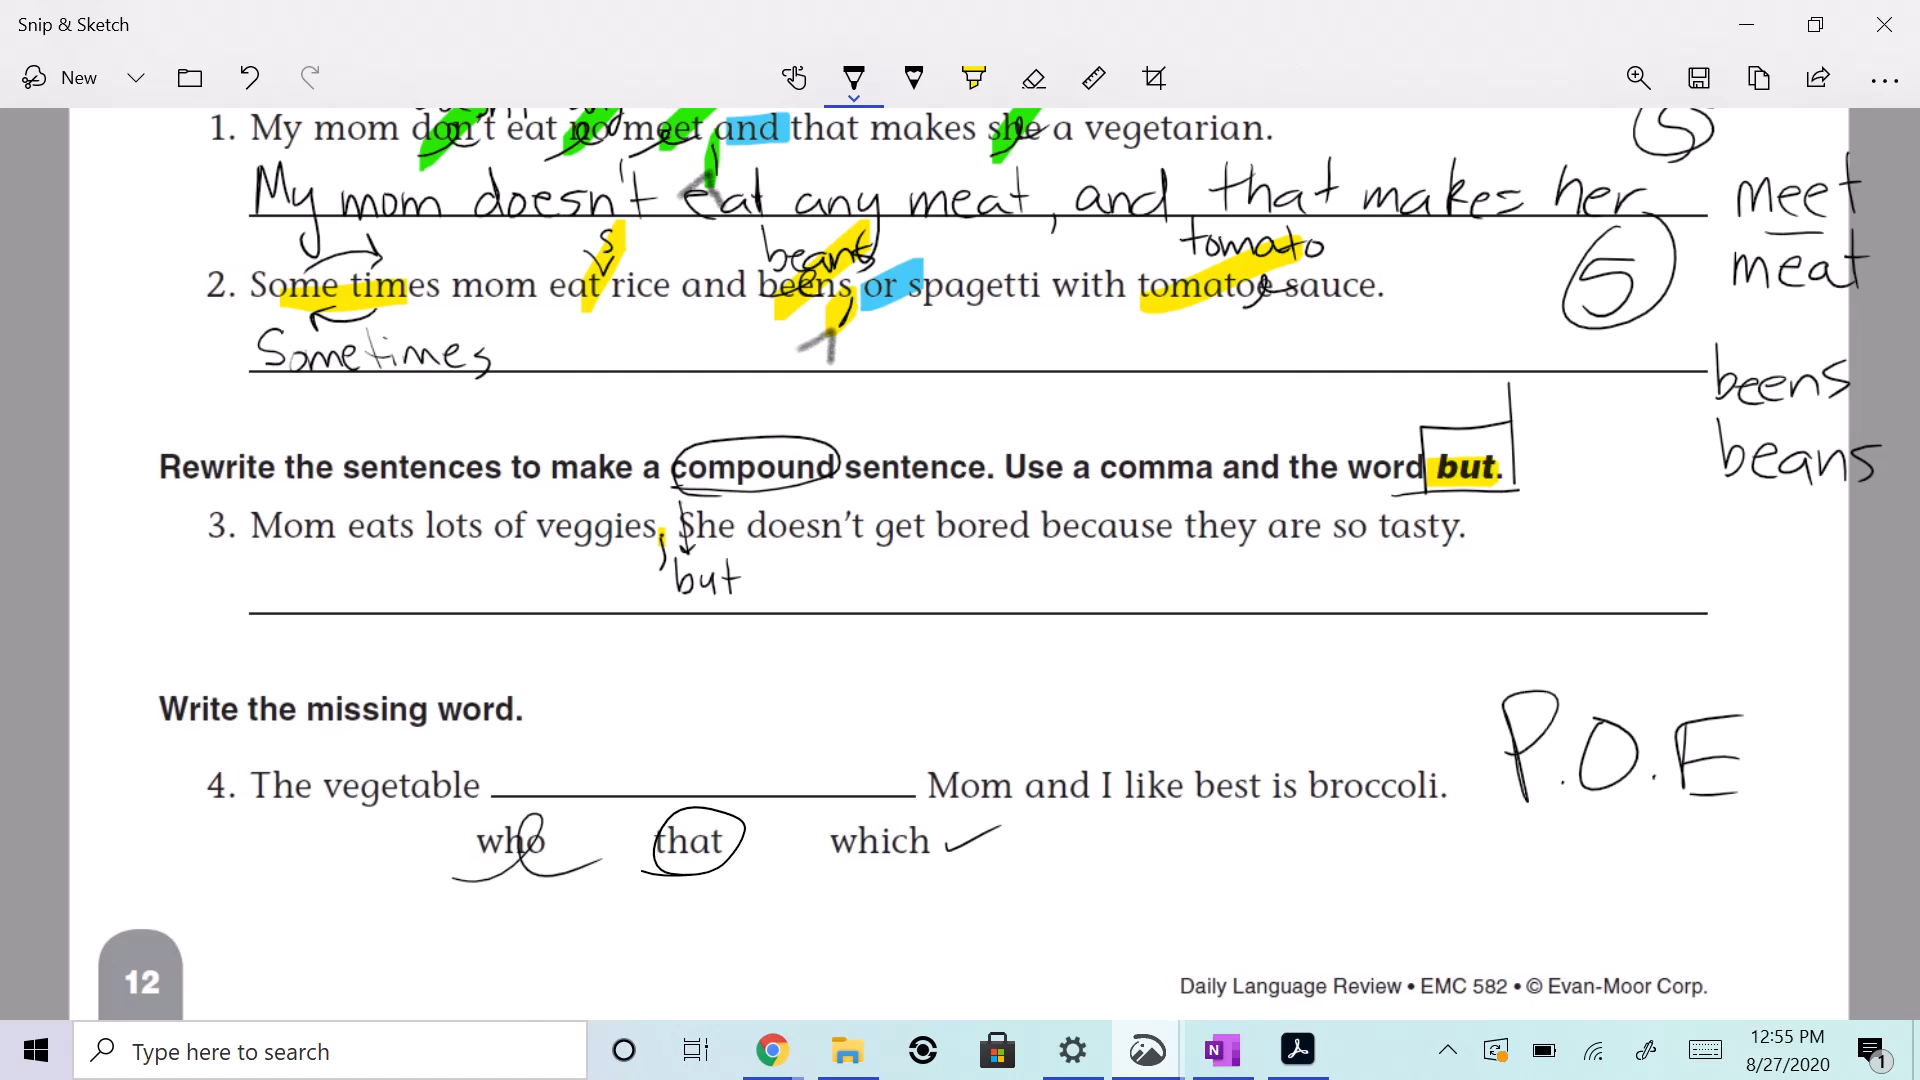 Snip & Sketch
New
1. My mom don't eat no meet and that makes she a vegetarian.
My mom doesn't eat any meat, and that makes her
meet
meat
s
beans
tomato
5
2. Some times mom eat rice and beens, or spagetti with tomatoe sauce.
Sometimes
beens
beans
Rewrite the sentences to make a compound sentence. Use a comma and the word but.
3. Mom eats lots of veggies. She doesn't get bored because they are so tasty.
, but
Write the missing word.
P.O.E
4. The vegetable Mom and I like best is broccoli.
who that which
12
Daily Language Review • EMC 582 • © Evan-Moor Corp.
Type here to search
N
12:55 PM
8/27/2020
1